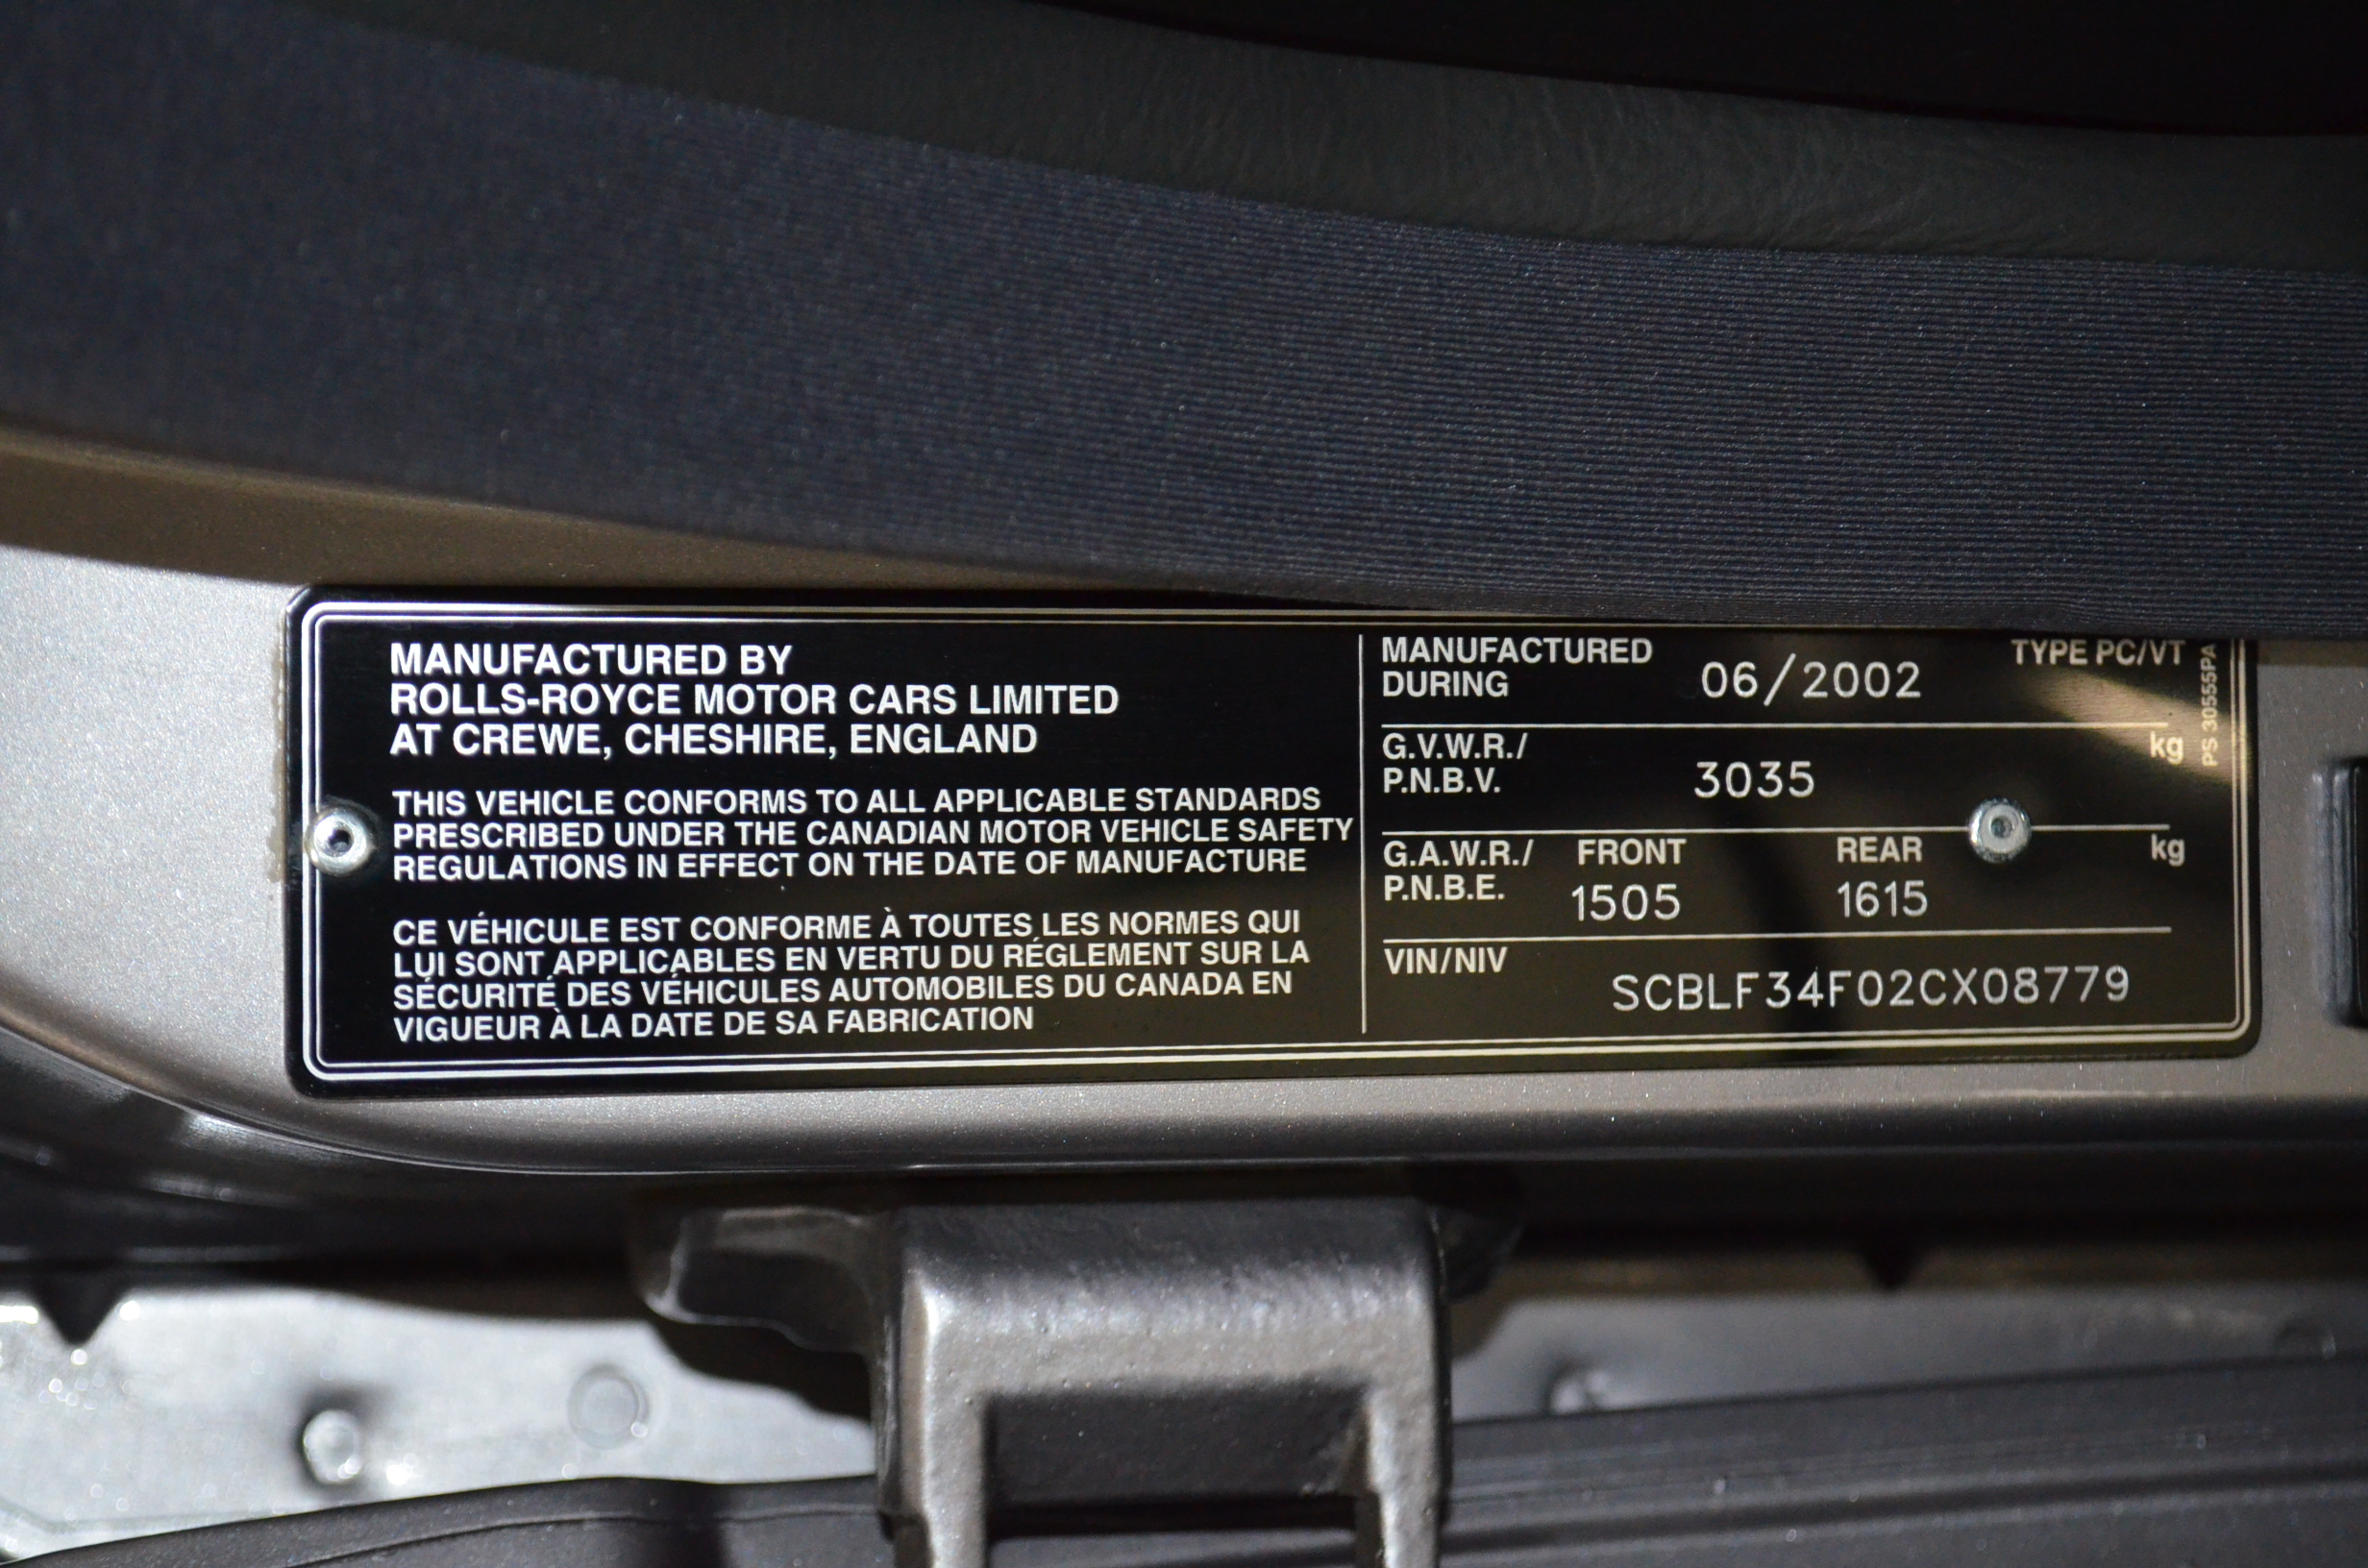 MANUFACTURED BY
ROLLS-ROYCE MOTOR CARS LIMITED
AT CREWE, CHESHIRE, ENGLAND
THIS VEHICLE CONFORMS TO ALL APPLICABLE STANDARDS
PRESCRIBED UNDER THE CANADIAN MOTOR VEHICLE SAFETY
REGULATIONS IN EFFECT ON THE DATE OF MANUFACTURE
CE VÉHICULE EST CONFORME À TOUTES LES NORMES QUI
LUI SONT APPLICABLES EN VERTU DU RÉGLEMENT SUR LA
SÉCURITÉ DES VÉHICULES AUTOMOBILES DU CANADA EN
VIGUEUR À LA DATE DE SA FABRICATION
MANUFACTURED
DURING 06/2002 TYPE PC/VT
G.V.W.R./ kg
P.N.B.V. 3035
G.A.W.R./ FRONT REAR kg
P.N.B.E. 1505 1615
VIN/NIV SCBLF34F02CX08779
PS 30555PA